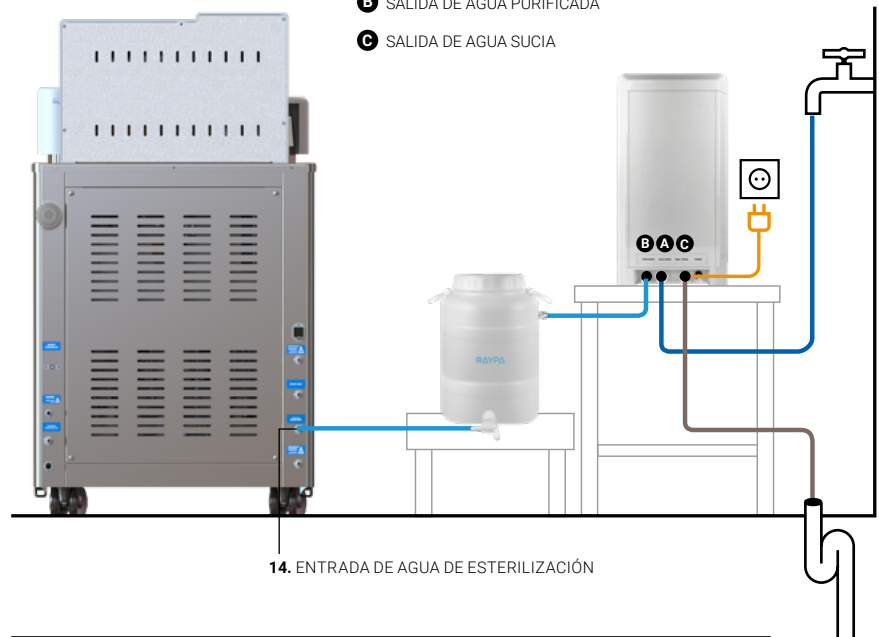 B SALIDA DE AGUA PURIFICADA
C SALIDA DE AGUA SUCIA
B A C
RAYPA
14. ENTRADA DE AGUA DE ESTERILIZACIÓN